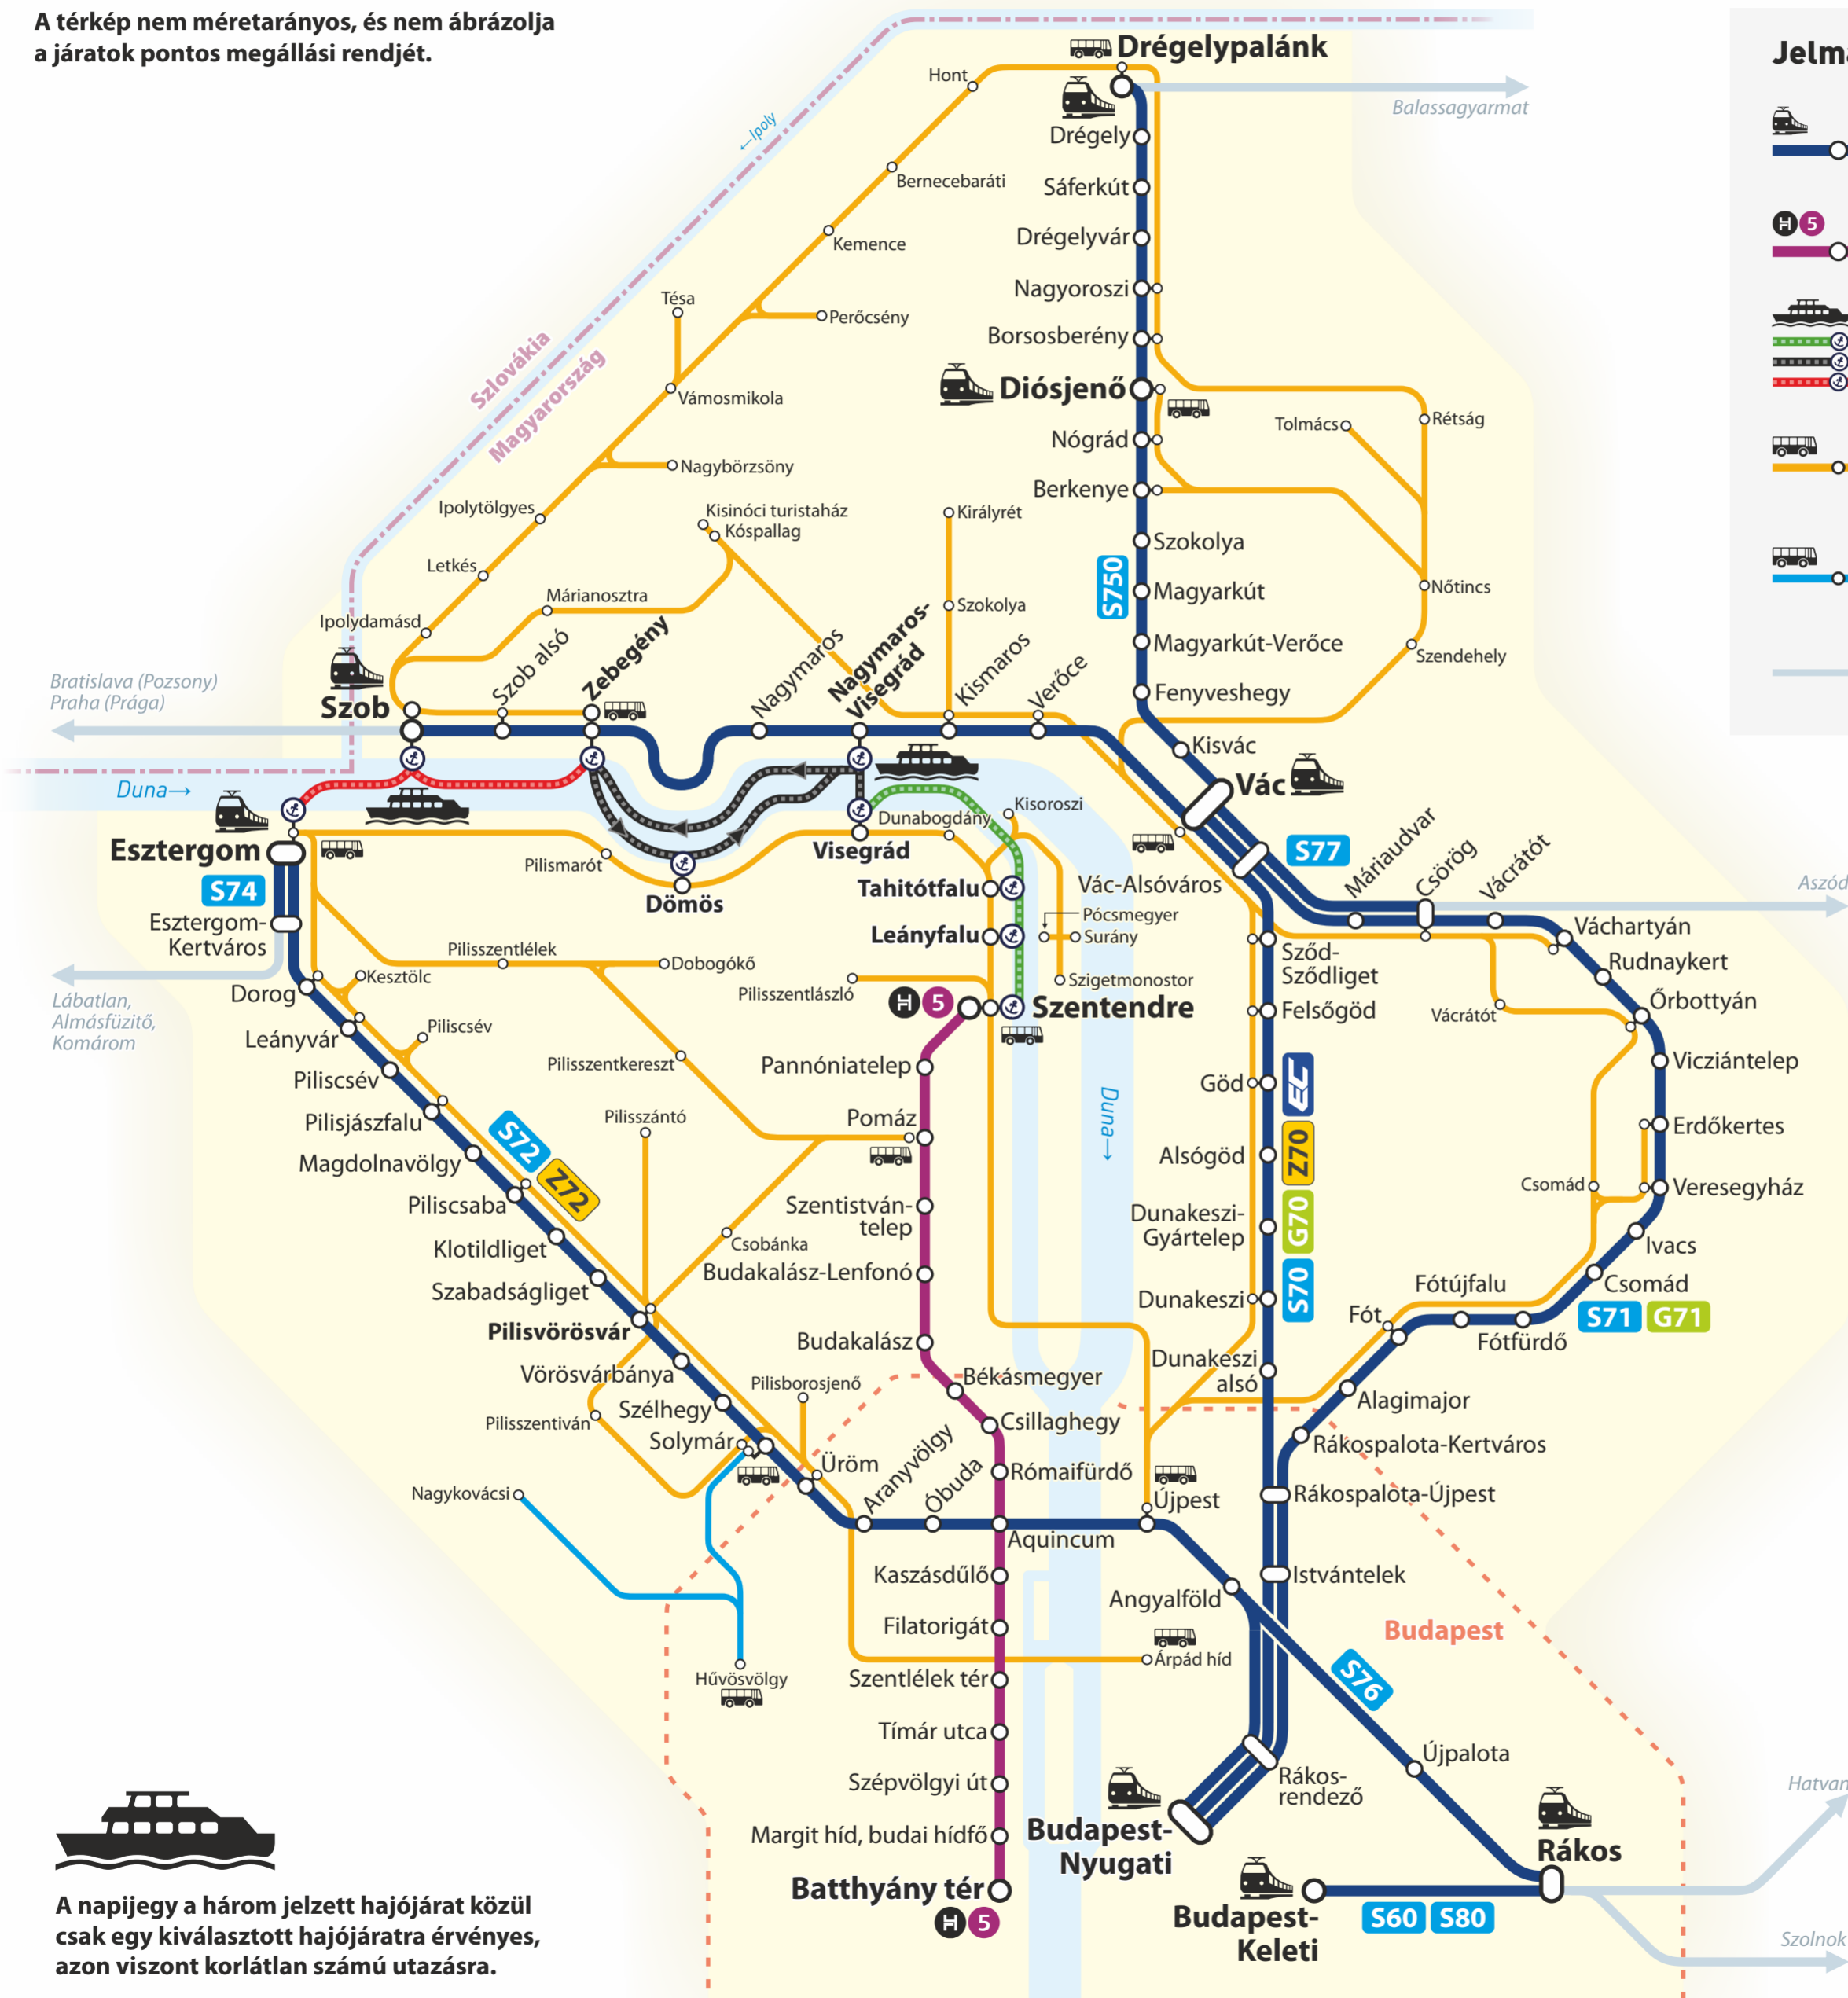 A térkép nem méretarányos, és nem ábrázolja
a járatok pontos megállási rendjét.
Drégelypalánk
Balassagyarmat
Hont
←Ipoly
Drégely
Bernecebaráti
Sáferkút
Kemence
Drégelyvár
Nagyoroszi
Tésa
Perőcsény
Borsosberény
Szlovákia
Magyarország
Vámosmikola
Diósjenő
Rétság
Tolmács
Nógrád
Nagybörzsöny
Berkenye
Ipolytölgyes
Kisinóci turistaház
Kóspallag
Királyrét
Szokolya
S750
Letkés
Magyarkút
Nőtincs
Márianosztra
Szokolya
Ipolydamásd
Magyarkút-Verőce
Szendehely
Bratislava (Pozsony)
Praha (Prága)
Szob
Szob alsó
Zebegény
Nagymaros
Nagymaros-
Visegrád
Kismaros
Verőce
Fenyveshegy
Kisvác
Vác
Duna→
Kisoroszi
Dunabogdány
Esztergom
S74
Pilismarót
Visegrád
Dömös
Tahitótfalu
Vác-Alsóváros
S77
Máriaudvar
Csörög
Vácrátót
Aszód
Esztergom-
Kertváros
Pócsmegyer
Surány
Leányfalu
Váchartyán
Pilisszentlélek
Dobogókő
Sződ-
Sződliget
Rudnaykert
Kesztölc
Dorog
Pilisszentlászló
Szigetmonostor
Lábatlan,
Almásfüzitő,
Komárom
H 5
Szentendre
Felsőgöd
Vácrátót
Őrbottyán
Leányvár
Piliscsév
Pilisszentkereszt
Pannóniatelep
Vicziántelep
Piliscsév
Duna→
Göd
EC
Pilisjászfalu
Pilisszántó
Pomáz
Erdőkertes
S72
Z72
Alsógöd
Z70
Magdolnavölgy
Csomád
Veresegyház
Piliscsaba
Szentistván-
telep
Dunakeszi-
Gyártelep
G70
Csobánka
Klotildliget
Budakalász-Lenfonó
Ivacs
Szabadságliget
Csomád
Dunakeszi
S70
Fótújfalu
Fót
S71
G71
Pilisvörösvár
Budakalász
Fótfürdő
Vörösvárbánya
Pilisborosjenő
Békásmegyer
Dunakeszi
alsó
Alagimajor
Szélhegy
Pilisszentiván
Csillaghegy
Solymár
Rákospalota-Kertváros
Üröm
Aranyvölgy
Óbuda
Rómaifürdő
Nagykovácsi
Újpest
Rákospalota-Újpest
Aquincum
Kaszásdűlő
Istvántelek
Angyalföld
Filatorigát
Budapest
Hűvösvölgy
Szentlélek tér
Árpád híd
S76
Tímár utca
Újpalota
Szépvölgyi út
Rákos-
rendező
Hatvan
Margit híd, budai hídfő
Budapest-
Nyugati
Rákos
Batthyány tér
H 5
Budapest-
Keleti
S60
S80
Szolnok
A napijegy a három jelzett hajójárat közül
csak egy kiválasztott hajójáratra érvényes,
azon viszont korlátlan számú utazásra.
H 5